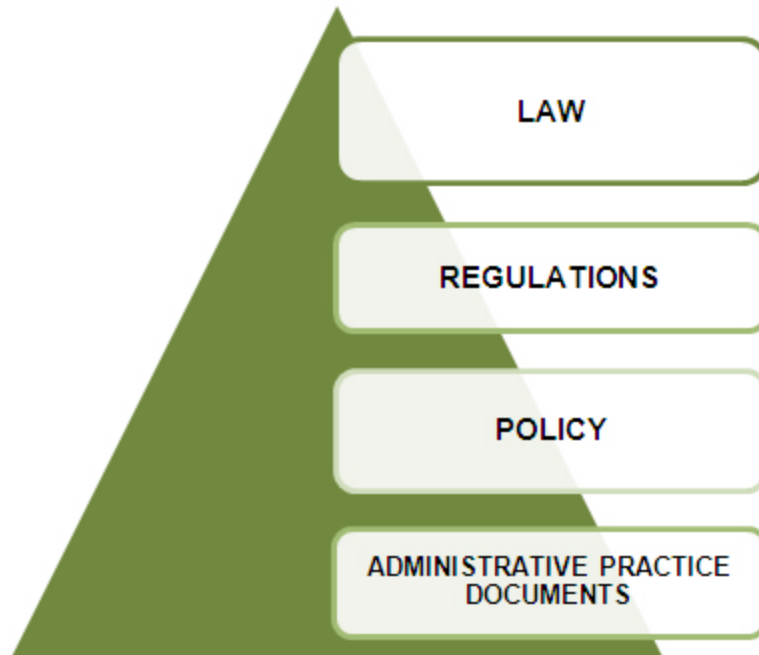 LAW
REGULATIONS
POLICY
ADMINISTRATIVE PRACTICE
DOCUMENTS